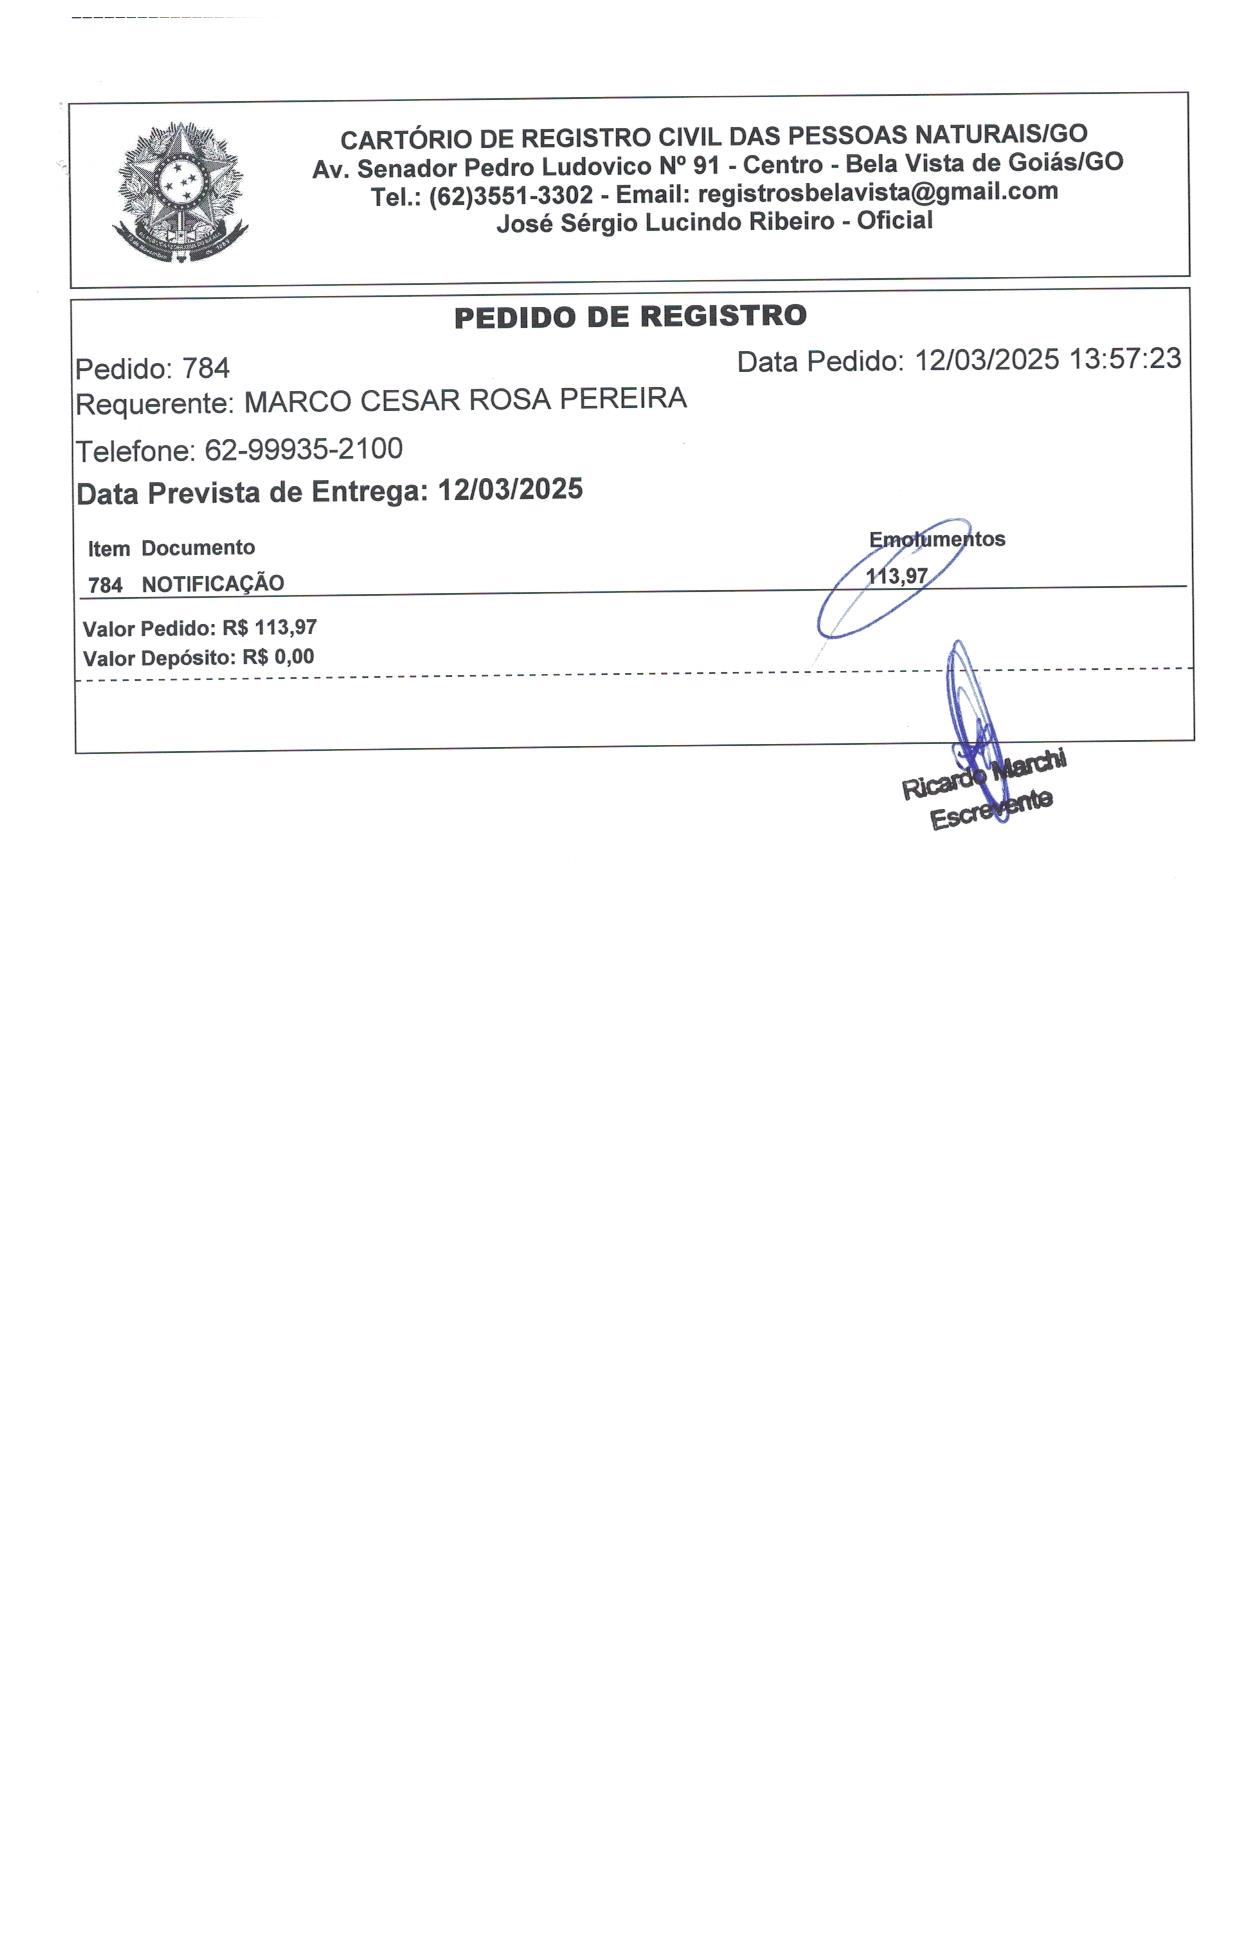 CARTÓRIO DE REGISTRO CIVIL DAS PESSOAS NATURAIS/GO
Av. Senador Pedro Ludovico Nº 91 - Centro - Bela Vista de Goiás/GO
Tel.: (62)3551-3302 - Email: registrosbelavista@gmail.com
José Sérgio Lucindo Ribeiro - Oficial
PEDIDO DE REGISTRO
Pedido: 784 Data Pedido: 12/03/2025 13:57:23
Requerente: MARCO CESAR ROSA PEREIRA
Telefone: 62-99935-2100
Data Prevista de Entrega: 12/03/2025
Item Documento Emolumentos
784 NOTIFICAÇÃO 113,97
Valor Pedido: R$ 113,97
Valor Depósito: R$ 0,00
Ricardo Marchi
Escrevente